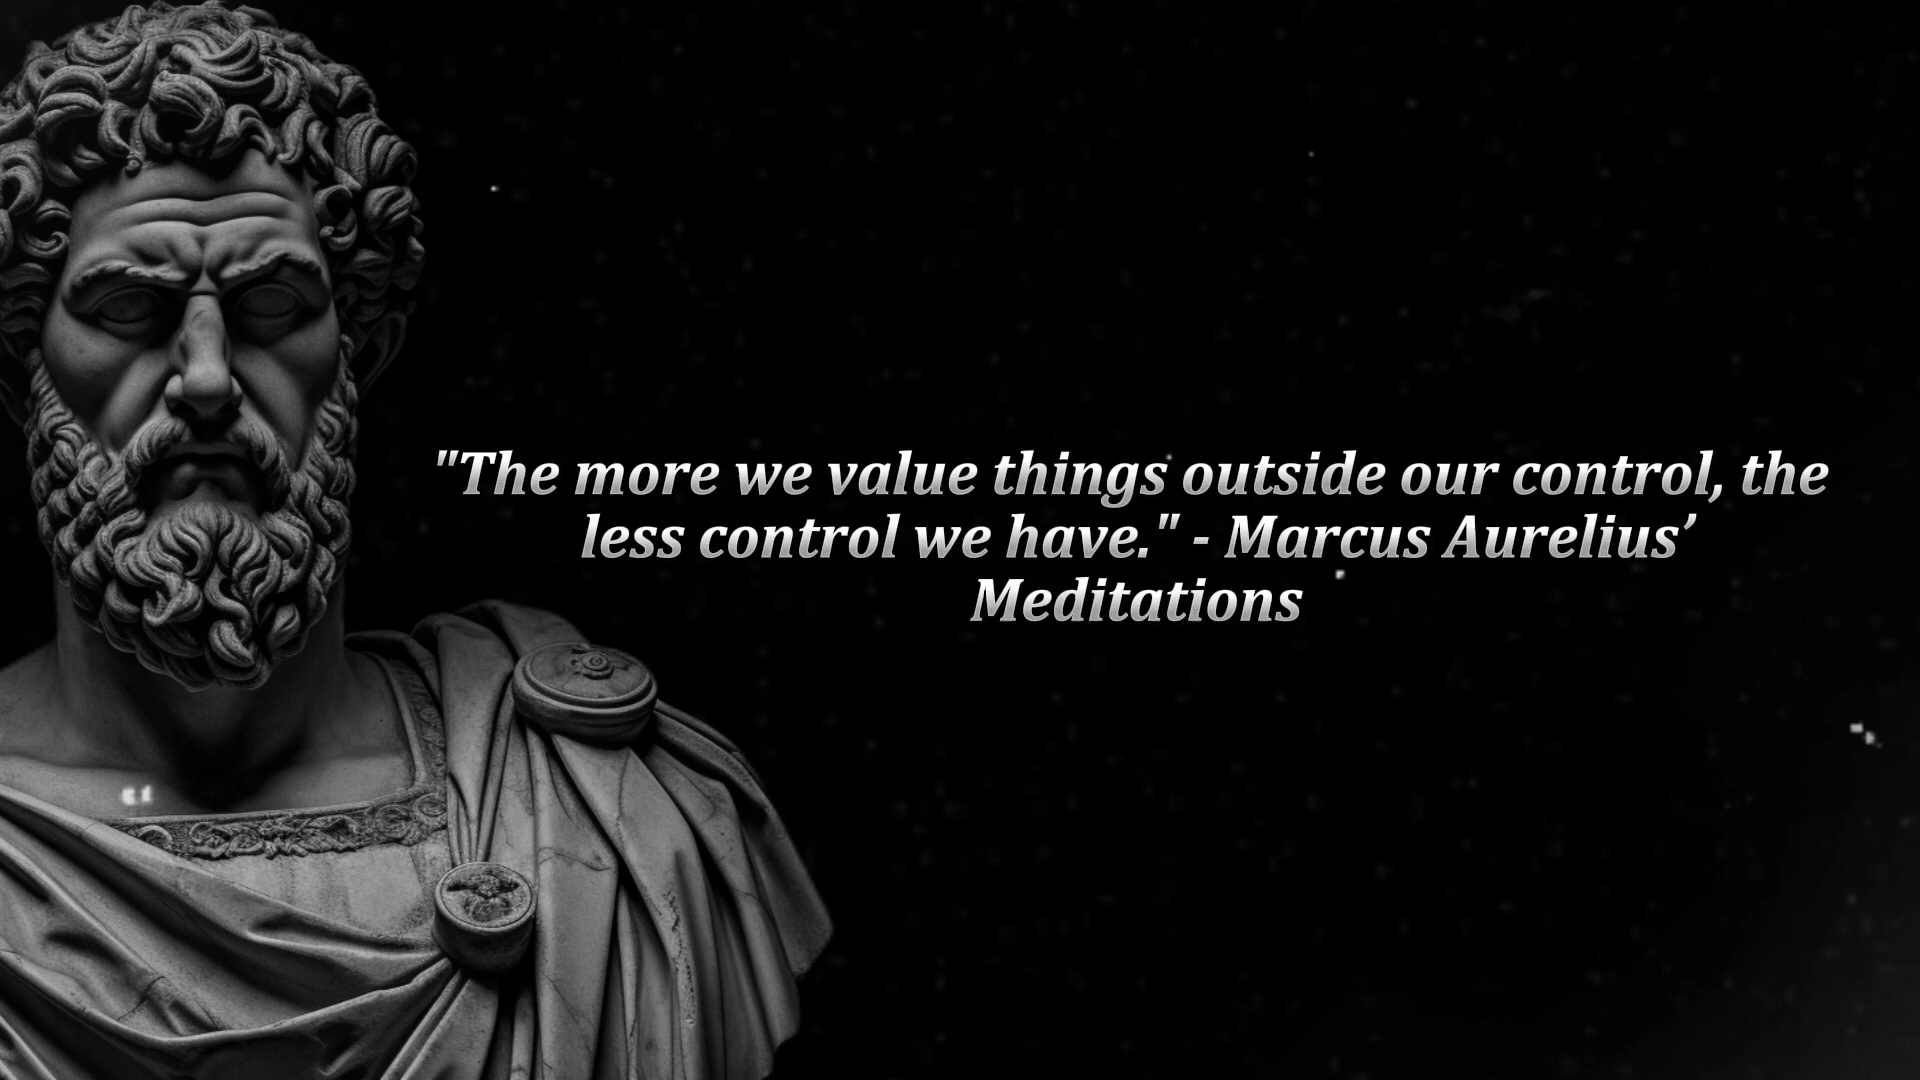 "The more we value things outside our control, the
less control we have." - Marcus Aurelius’
Meditations